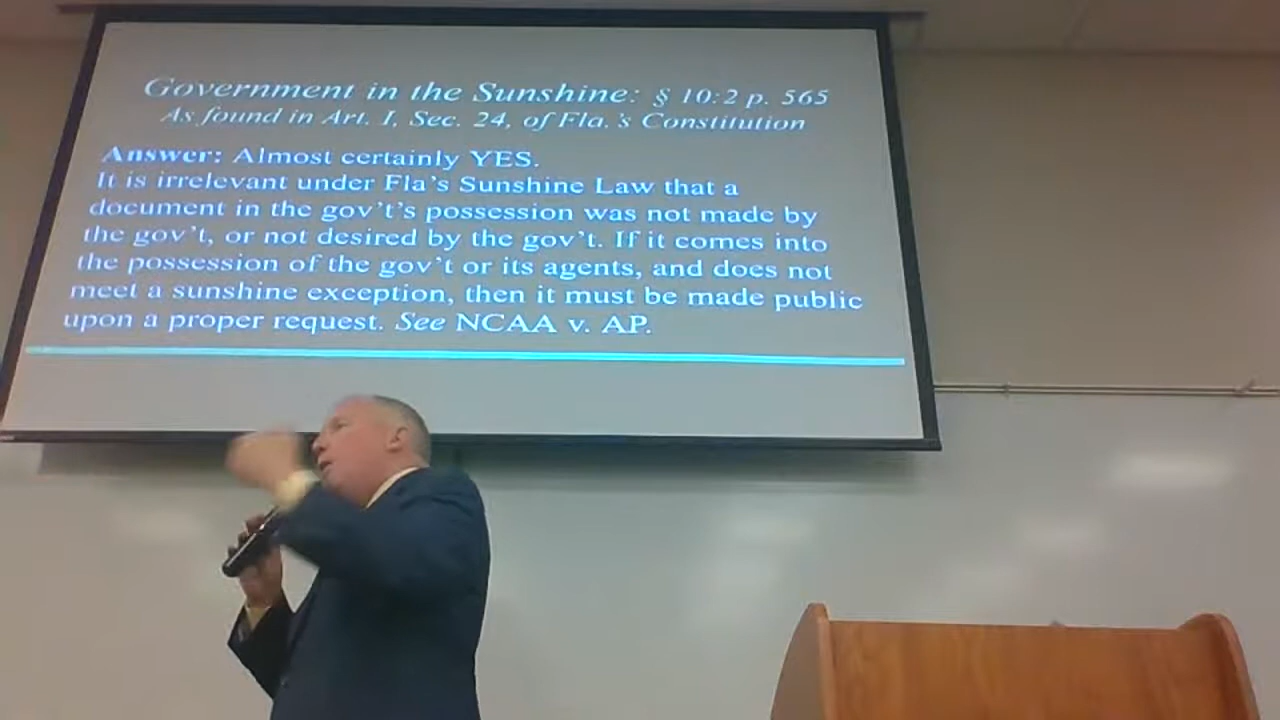 Government in the Sunshine: § 10:2 p. 565
As found in Art. I, Sec. 24, of Fla.'s Constitution
Answer: Almost certainly YES.
It is irrelevant under Fla's Sunshine Law that a
document in the gov't's possession was not made by
the gov't, or not desired by the gov't. If it comes into
the possession of the gov't or its agents, and does not
meet a sunshine exception, then it must be made public
upon a proper request. See NCAA v. AP.